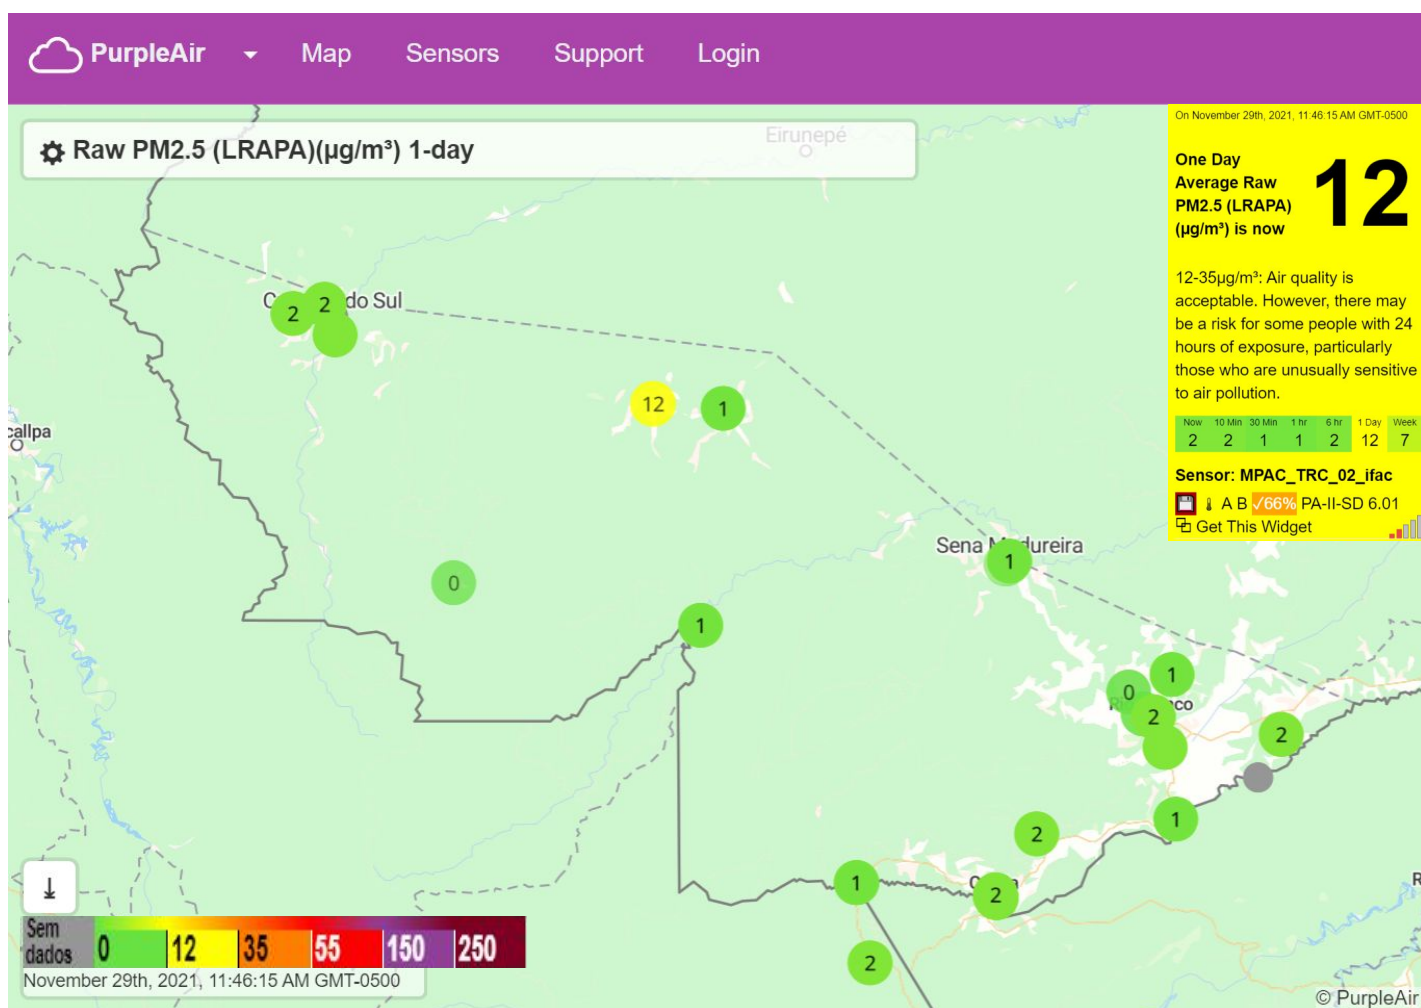 PurpleAir Map Sensors Support Login
Raw PM2.5 (LRAPA)(µg/m³) 1-day
Eirunepé
do Sul
2
2
12
1
callpa
0
Sena Madureira
1
1
1
0
2
2
1
2
1
2
2
On November 29th, 2021, 11:46:15 AM GMT-0500
One Day
Average Raw
PM2.5 (LRAPA)
(µg/m³) is now
12
12-35µg/m³: Air quality is
acceptable. However, there may
be a risk for some people with 24
hours of exposure, particularly
those who are unusually sensitive
to air pollution.
Now 10 Min 30 Min 1 hr 6 hr 1 Day Week
2 2 1 1 2 12 7
Sensor: MPAC_TRC_02_ifac
A B √66% PA-II-SD 6.01
Get This Widget
Sem
dados 0 12 35 55 150 250
November 29th, 2021, 11:46:15 AM GMT-0500
R
© PurpleAir